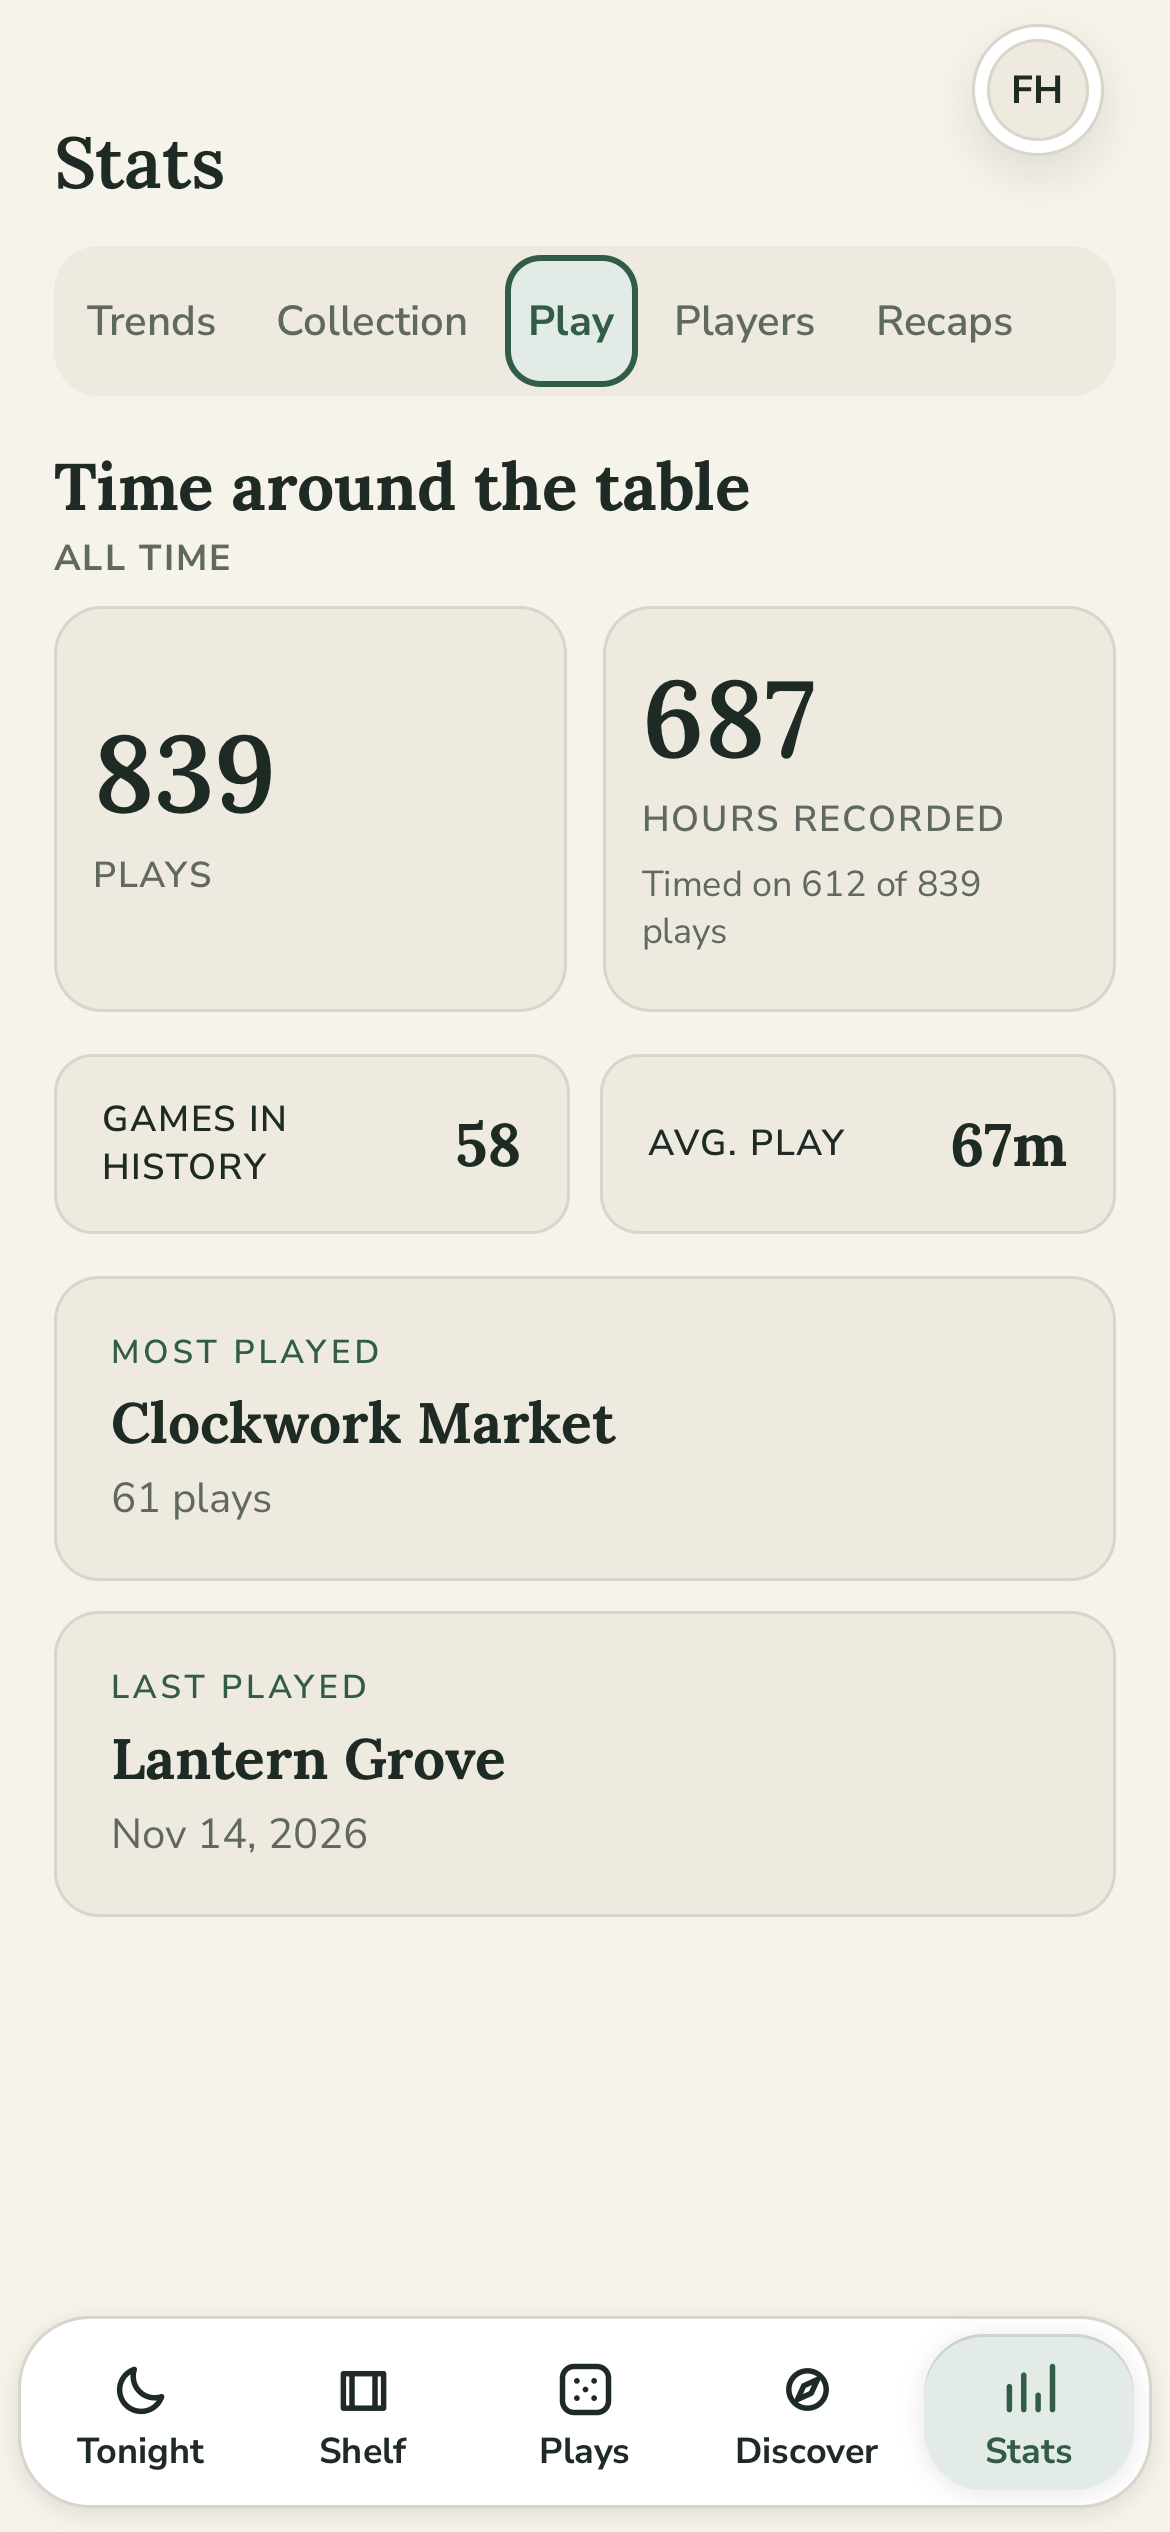 FH
Stats
Trends Collection Play Players Recaps
Time around the table
ALL TIME
839
PLAYS
687
HOURS RECORDED
Timed on 612 of 839
plays
GAMES IN
HISTORY
58
AVG. PLAY
67m
MOST PLAYED
Clockwork Market
61 plays
LAST PLAYED
Lantern Grove
Nov 14, 2026
Tonight Shelf Plays Discover Stats